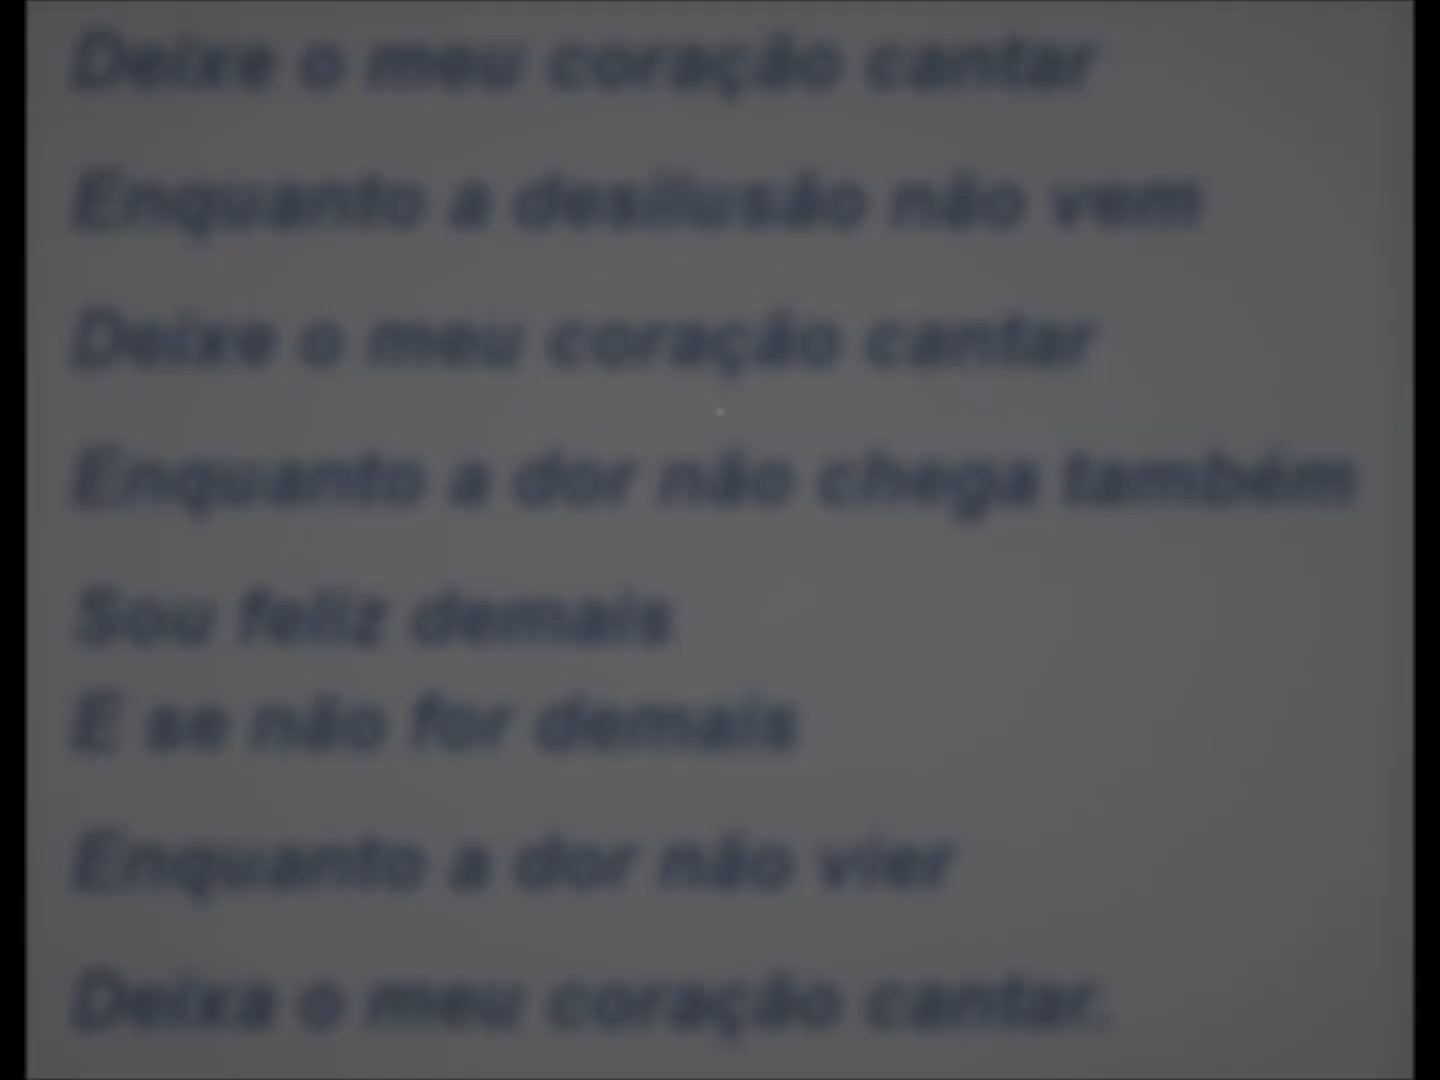 Deixe o meu coração cantar
Enquanto a desilusão não vem
Deixe o meu coração cantar
Enquanto a dor não chega também
Sou feliz demais
E se não for demais
Enquanto a dor não vier
Deixa o meu coração cantar.